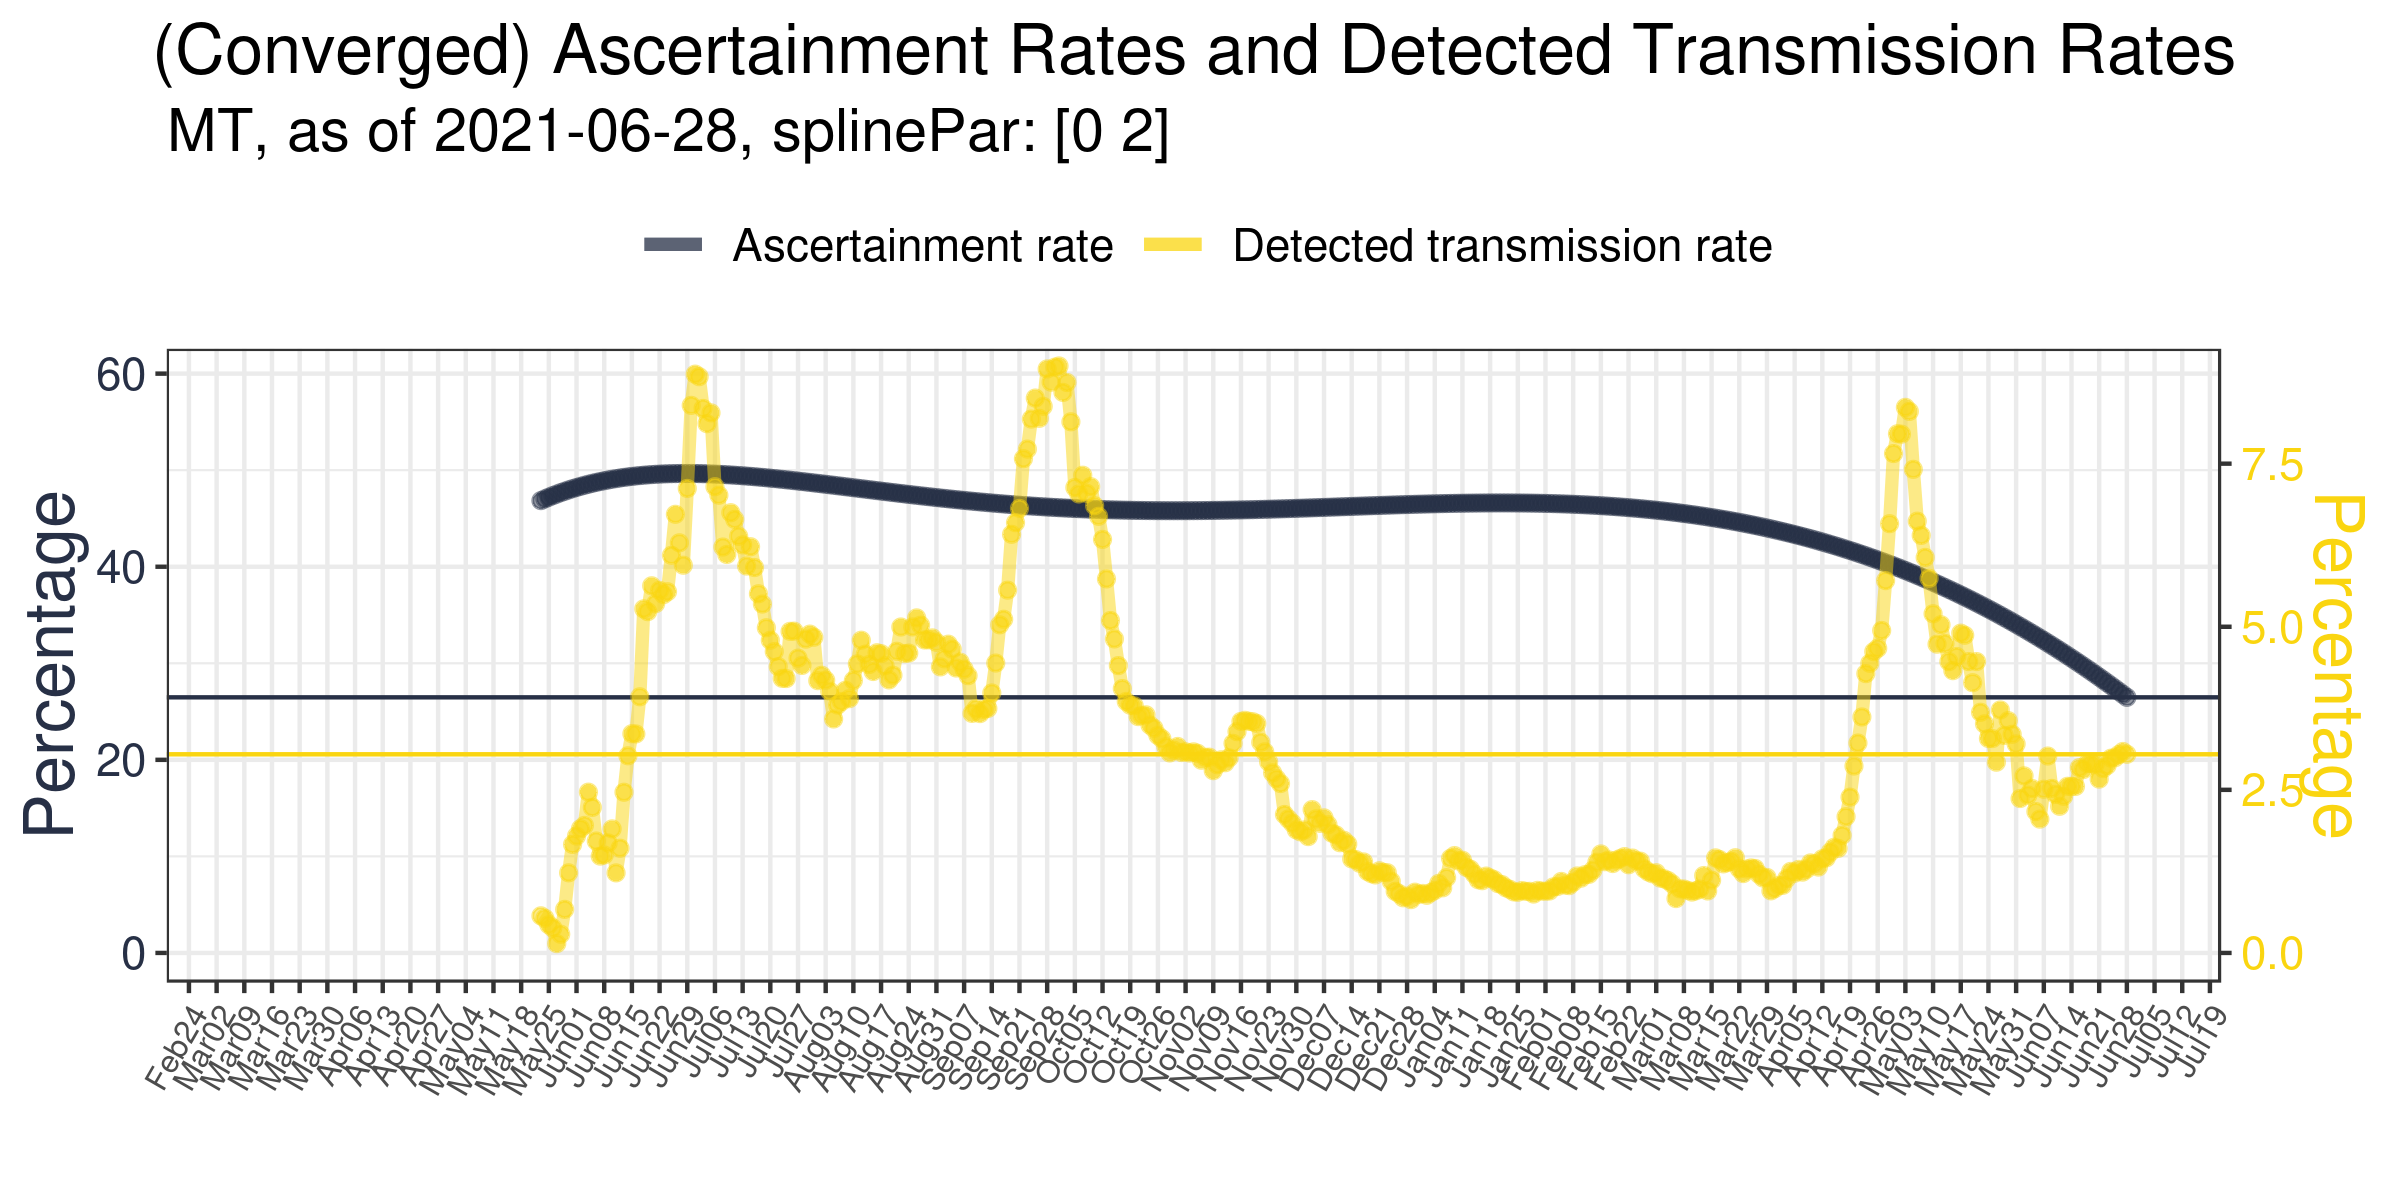 (Converged) Ascertainment Rates and Detected Transmission Rates
MT, as of 2021-06-28, splinePar: [0 2]
Ascertainment rate
Detected transmission rate
Percentage
60
40
20
0
7.5
5.0
2.5
0.0
Percentage
Feb24
Mar02
Mar09
Mar16
Mar23
Mar30
Apr06
Apr13
Apr20
Apr27
May04
May11
May18
May25
Jun01
Jun08
Jun15
Jun22
Jun29
Jul06
Jul13
Jul20
Jul27
Aug03
Aug10
Aug17
Aug24
Aug31
Sep07
Sep14
Sep21
Sep28
Oct05
Oct12
Oct19
Oct26
Nov02
Nov09
Nov16
Nov23
Nov30
Dec07
Dec14
Dec21
Dec28
Jan04
Jan11
Jan18
Jan25
Feb01
Feb08
Feb15
Feb22
Mar01
Mar08
Mar15
Mar22
Mar29
Apr05
Apr12
Apr19
Apr26
May03
May10
May17
May24
May31
Jun07
Jun14
Jun21
Jun28
Jul05
Jul12
Jul19